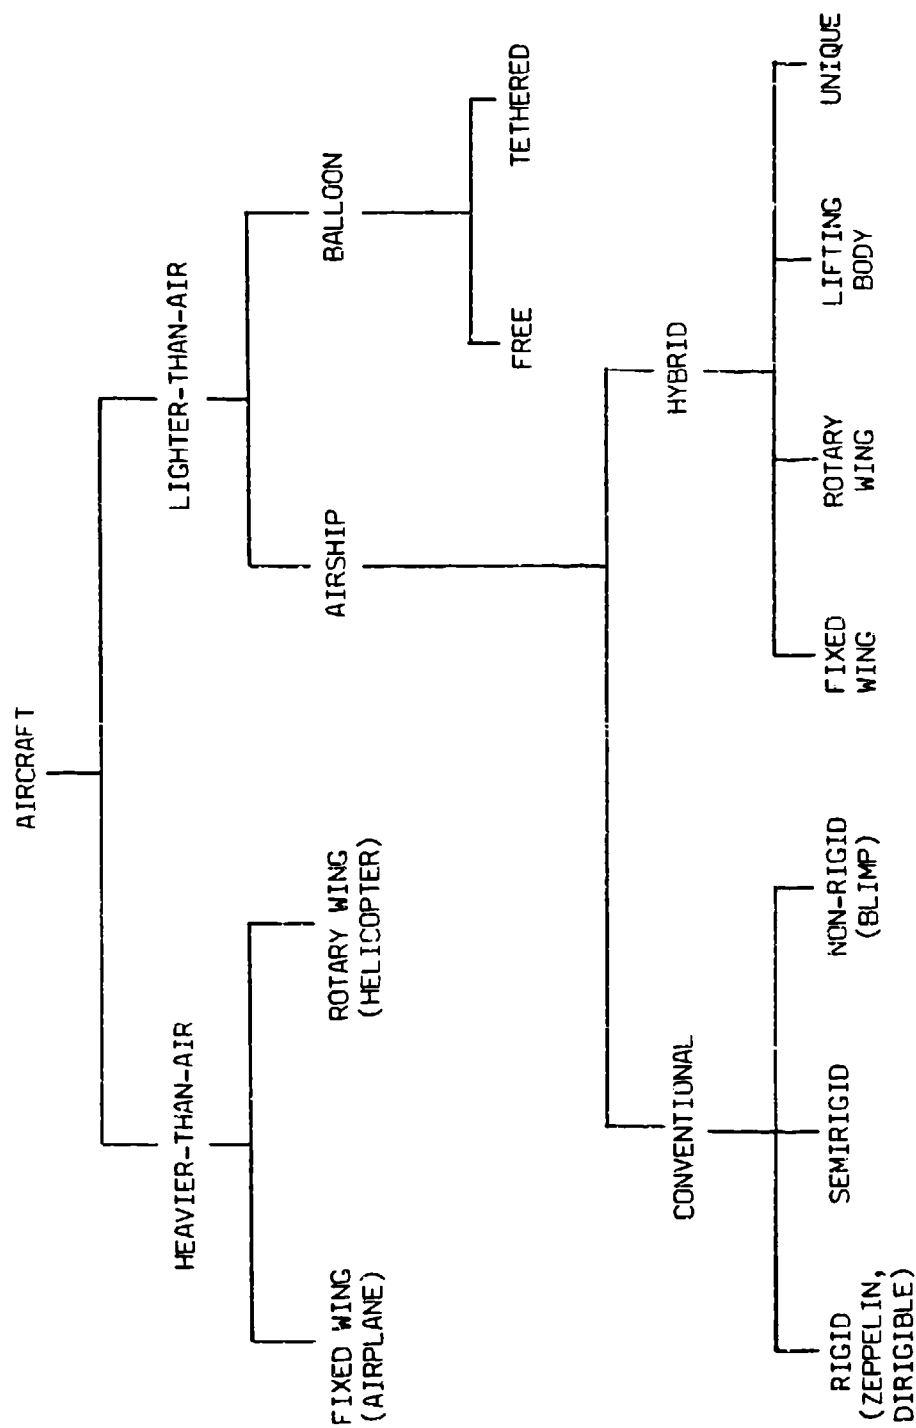 AIRCRAFT
HEAVIER-THAN-AIR
LIGHTER-THAN-AIR
FIXED WING
(AIRPLANE)
ROTARY WING
(HELICOPTER)
AIRSHIP
BALLOON
FREE
TETHERED
CONVENTIONAL
HYBRID
RIGID
(ZEPPELIN,
DIRIGIBLE)
SEMIRIGID
NON-RIGID
(BLIMP)
FIXED
WING
ROTARY
WING
LIFTING
BODY
UNIQUE